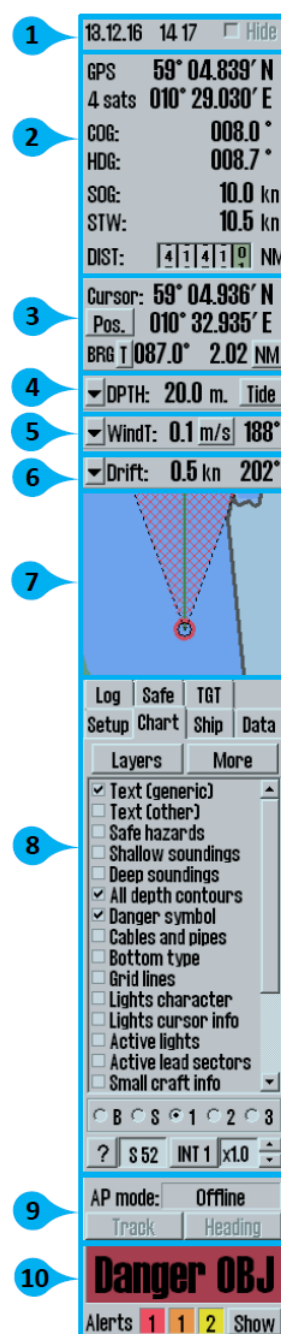 1
13.12.16 14 17 Hide
2
GPS 59° 04.839' N
4 sats 010° 29.030' E
COG: 008.0 °
HDG: 008.7 °
SOG: 10.0 kn
STW: 10.5 kn
DIST: 4 1 4 1 0 NM
3
Cursor: 59° 04.936' N
Pos. 010° 32.935' E
BRG T 087.0° 2.02 NM
4
DPTH: 20.0 m. Tide
5
WindT: 0.1 m/s 188°
6
Drift: 0.5 kn 202°
7
8
Log Safe TGT
Setup Chart Ship Data
Layers More
Text (generic)
Text (other)
Safe hazards
Shallow soundings
Deep soundings
All depth contours
Danger symbol
Cables and pipes
Bottom type
Grid lines
Lights character
Lights cursor info
Active lights
Active lead sectors
Small craft info
B S 1 2 3
? S 52 INT 1 x1.0
9
AP mode: Offline
Track Heading
10
Danger OBJ
Alerts 1 1 2 Show